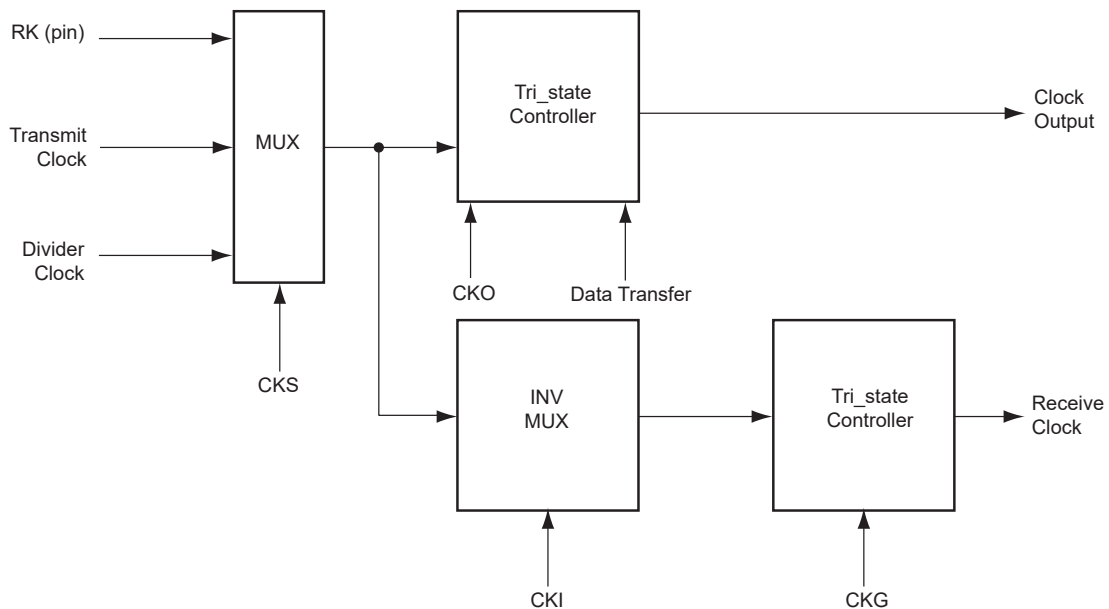 RK (pin)
Transmit
Clock
Divider
Clock
MUX
CKS
Tri_state
Controller
CKO
Data Transfer
Clock
Output
INV
MUX
CKI
Tri_state
Controller
CKG
Receive
Clock